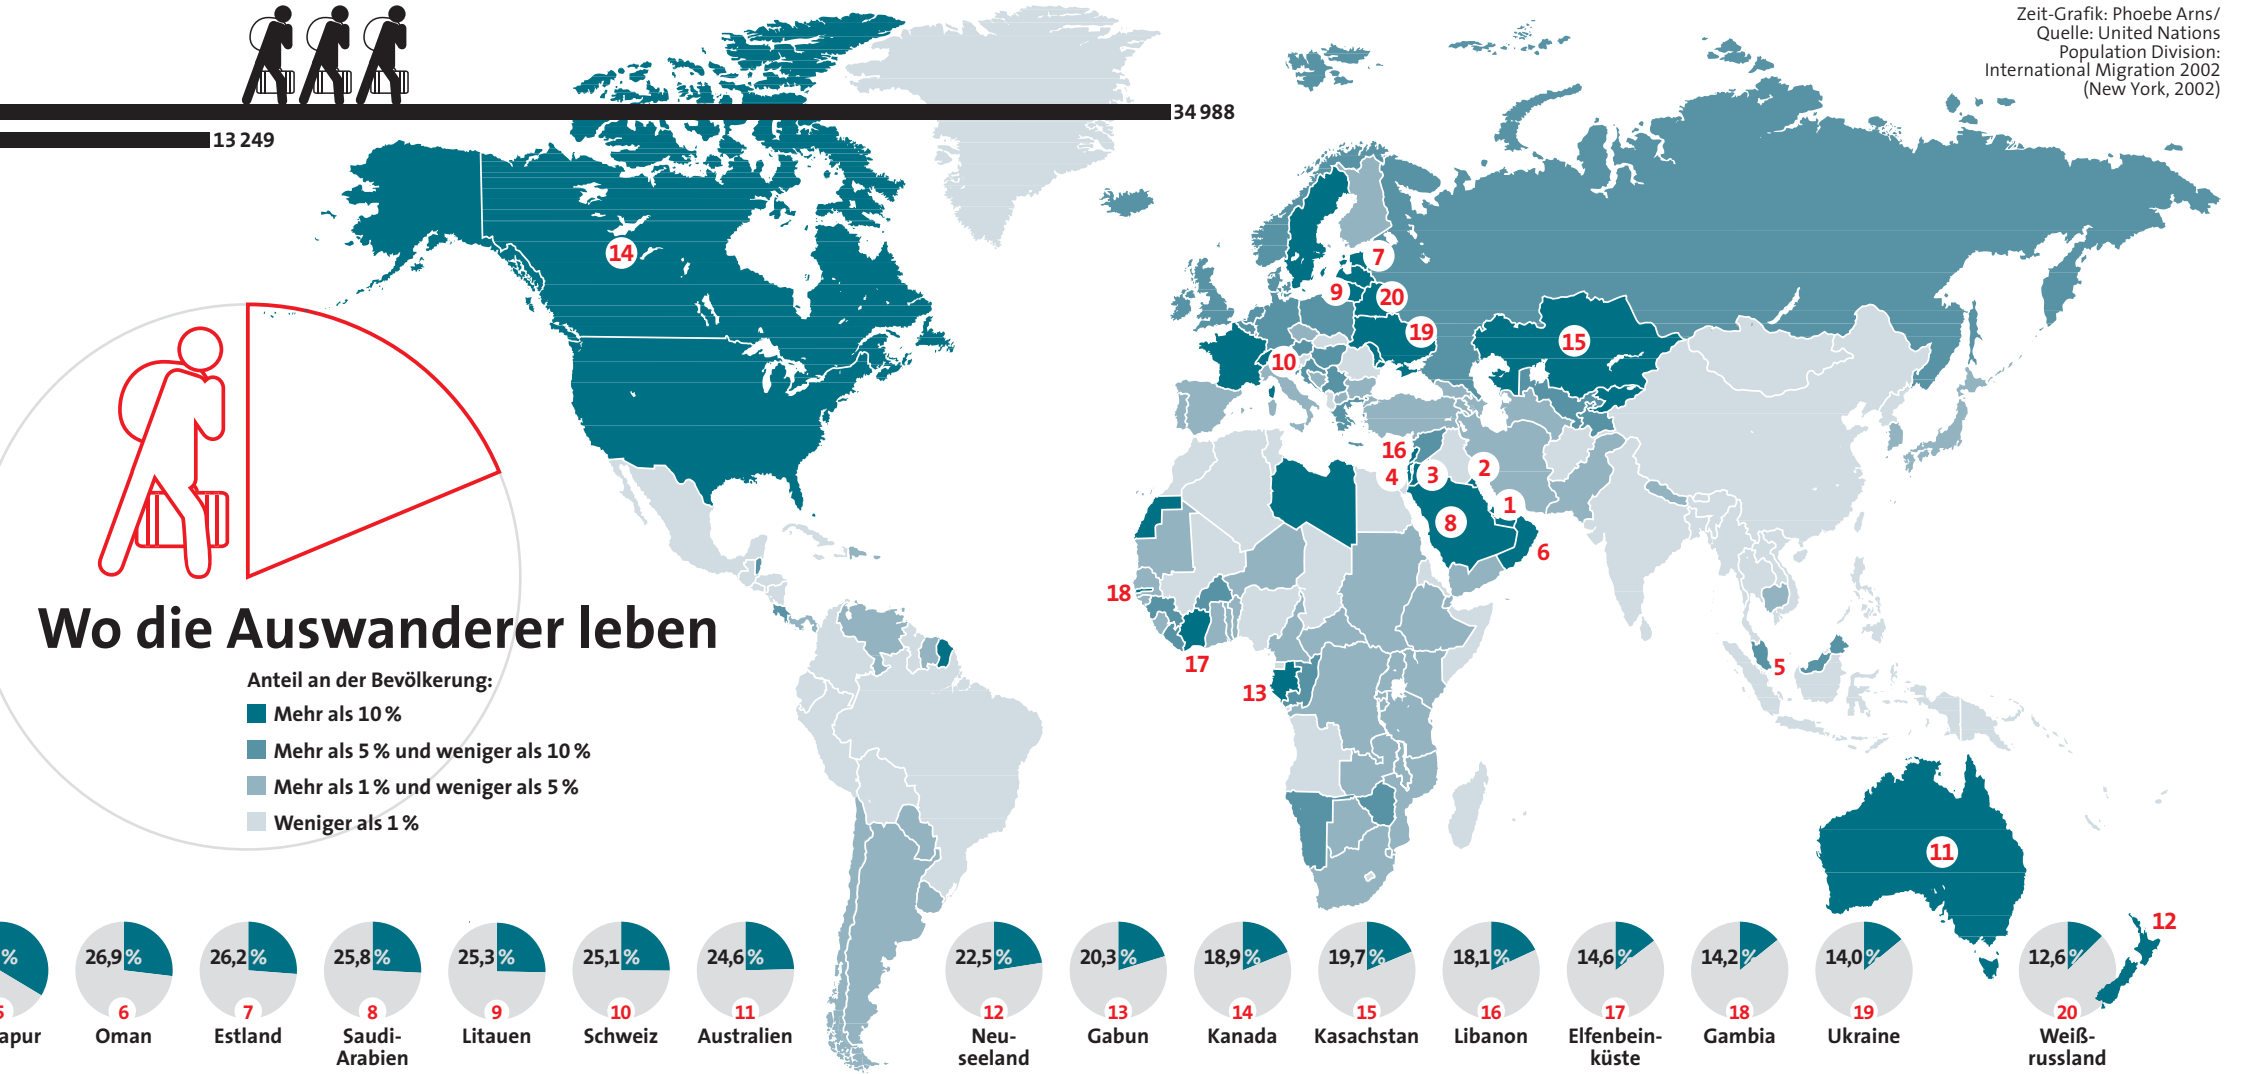 Zeit-Grafik: Phoebe Arns/
Quelle: United Nations
Population Division:
International Migration 2002
(New York, 2002)
34 988
13 249
14
7
9
20
19
15
10
16
4
3
2
1
8
6
18
17
13
5
11
12
Wo die Auswanderer leben
Anteil an der Bevölkerung:
Mehr als 10 %
Mehr als 5 % und weniger als 10 %
Mehr als 1 % und weniger als 5 %
Weniger als 1 %
%
5
apur
26,9 %
6
Oman
26,2 %
7
Estland
25,8 %
8
Saudi-
Arabien
25,3 %
9
Litauen
25,1 %
10
Schweiz
24,6 %
11
Australien
22,5 %
12
Neu-
seeland
20,3 %
13
Gabun
18,9 %
14
Kanada
19,7 %
15
Kasachstan
18,1 %
16
Libanon
14,6 %
17
Elfenbein-
küste
14,2 %
18
Gambia
14,0 %
19
Ukraine
12,6 %
20
Weiß-
russland